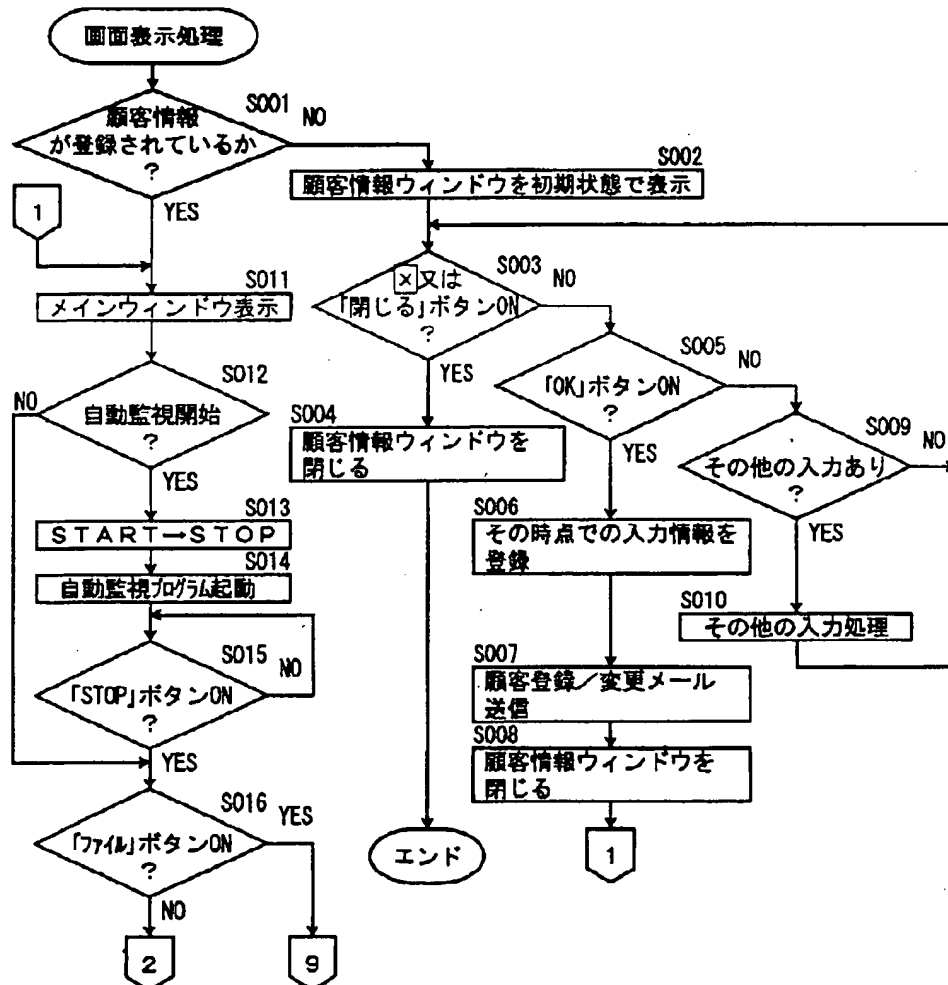 画面表示処理
S001
顧客情報
が登録されているか
?
NO
YES
1
S002
顧客情報ウィンドウを初期状態で表示
S003
×又は
「閉じる」ボタンON
?
NO
YES
S004
顧客情報ウィンドウを
閉じる
エンド
S005
「OK」ボタンON
?
NO
YES
S006
その時点での入力情報を
登録
S007
顧客登録/変更メール
送信
S008
顧客情報ウィンドウを
閉じる
1
S009
その他の入力あり
?
NO
YES
S010
その他の入力処理
S011
メインウィンドウ表示
S012
自動監視開始
?
NO
YES
S013
START→STOP
S014
自動監視プログラム起動
S015
「STOP」ボタンON
?
NO
YES
S016
「ファイル」ボタンON
?
YES
NO
2
9